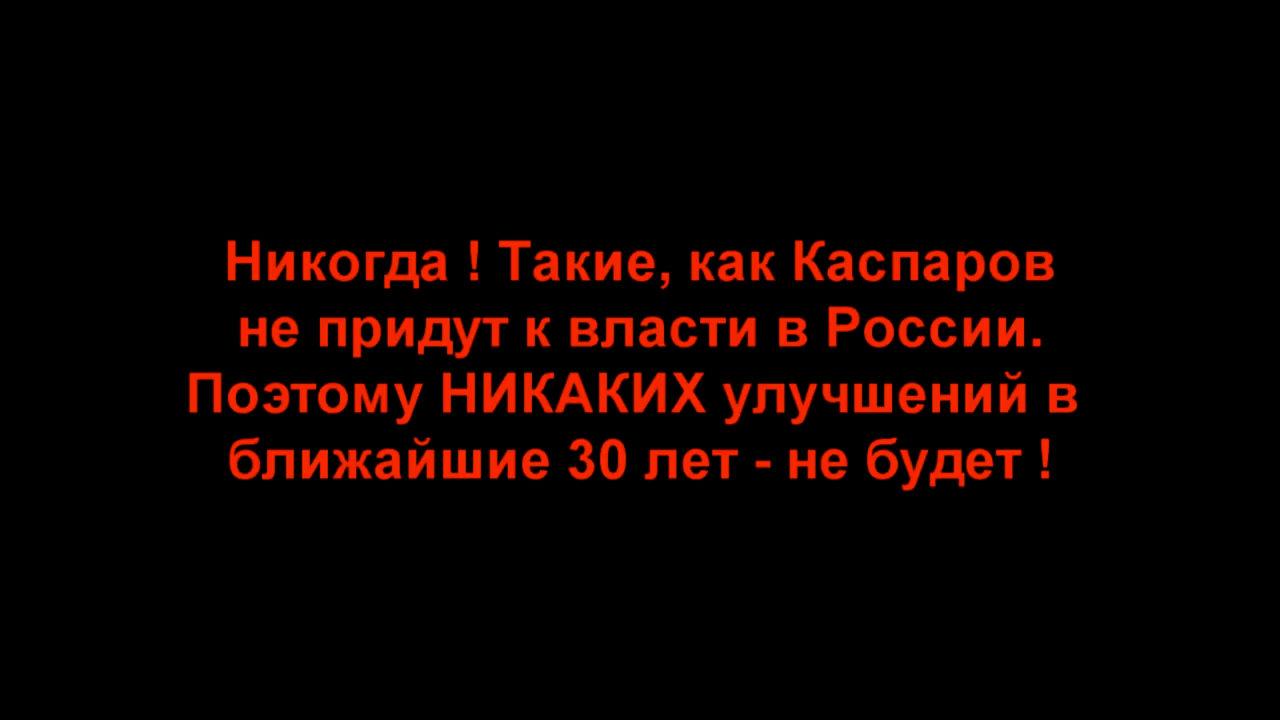 Никогда ! Такие, как Каспаров
не придут к власти в России.
Поэтому НИКАКИХ улучшений в
ближайшие 30 лет - не будет !